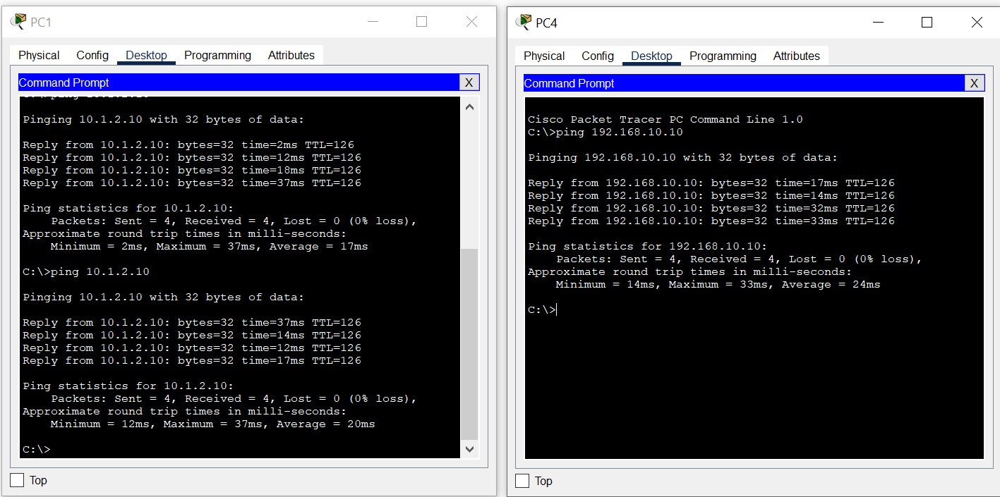 PC1
Physical Config Desktop Programming Attributes
Command Prompt X
Pinging 10.1.2.10 with 32 bytes of data:
Reply from 10.1.2.10: bytes=32 time=2ms TTL=126
Reply from 10.1.2.10: bytes=32 time=12ms TTL=126
Reply from 10.1.2.10: bytes=32 time=18ms TTL=126
Reply from 10.1.2.10: bytes=32 time=37ms TTL=126
Ping statistics for 10.1.2.10:
Packets: Sent = 4, Received = 4, Lost = 0 (0% loss),
Approximate round trip times in milli-seconds:
Minimum = 2ms, Maximum = 37ms, Average = 17ms
C:\>ping 10.1.2.10
Pinging 10.1.2.10 with 32 bytes of data:
Reply from 10.1.2.10: bytes=32 time=37ms TTL=126
Reply from 10.1.2.10: bytes=32 time=14ms TTL=126
Reply from 10.1.2.10: bytes=32 time=12ms TTL=126
Reply from 10.1.2.10: bytes=32 time=17ms TTL=126
Ping statistics for 10.1.2.10:
Packets: Sent = 4, Received = 4, Lost = 0 (0% loss),
Approximate round trip times in milli-seconds:
Minimum = 12ms, Maximum = 37ms, Average = 20ms
C:\>
Top
PC4
Physical Config Desktop Programming Attributes
Command Prompt X
Cisco Packet Tracer PC Command Line 1.0
C:\>ping 192.168.10.10
Pinging 192.168.10.10 with 32 bytes of data:
Reply from 192.168.10.10: bytes=32 time=17ms TTL=126
Reply from 192.168.10.10: bytes=32 time=14ms TTL=126
Reply from 192.168.10.10: bytes=32 time=32ms TTL=126
Reply from 192.168.10.10: bytes=32 time=33ms TTL=126
Ping statistics for 192.168.10.10:
Packets: Sent = 4, Received = 4, Lost = 0 (0% loss),
Approximate round trip times in milli-seconds:
Minimum = 14ms, Maximum = 33ms, Average = 24ms
C:\>
Top